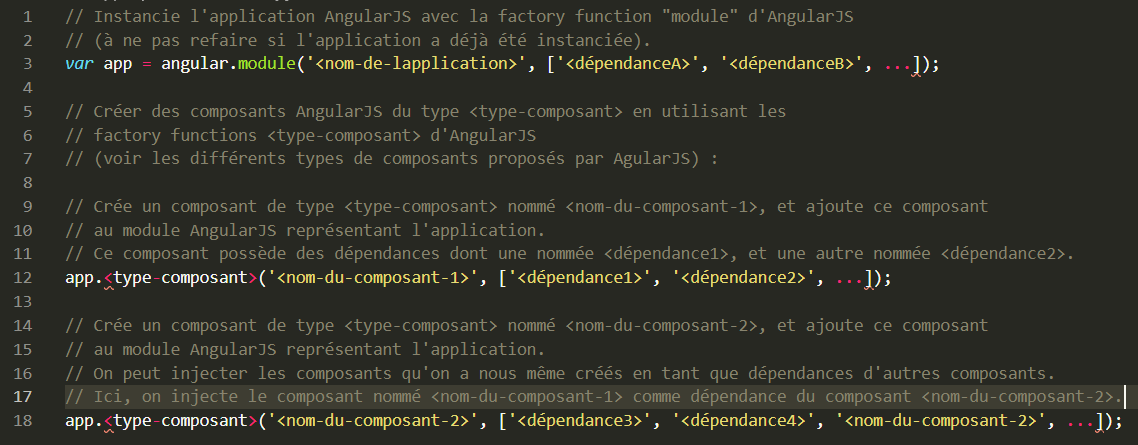 1 // Instancie l'application AngularJS avec la factory function "module" d'AngularJS
2 // (à ne pas refaire si l'application a déjà été instanciée).
3 var app = angular.module('<nom-de-lapplication>', ['<dépendanceA>', '<dépendanceB>', ...]);
4
5 // Créer des composants AngularJS du type <type-composant> en utilisant les
6 // factory functions <type-composant> d'AngularJS
7 // (voir les différents types de composants proposés par AgularJS) :
8
9 // Crée un composant de type <type-composant> nommé <nom-du-composant-1>, et ajoute ce composant
10 // au module AngularJS représentant l'application.
11 // Ce composant possède des dépendances dont une nommée <dépendance1>, et une autre nommée <dépendance2>.
12 app.<type-composant>('<nom-du-composant-1>', ['<dépendance1>', '<dépendance2>', ...]);
13
14 // Crée un composant de type <type-composant> nommé <nom-du-composant-2>, et ajoute ce composant
15 // au module AngularJS représentant l'application.
16 // On peut injecter les composants qu'on a nous même créés en tant que dépendances d'autres composants.
17 // Ici, on injecte le composant nommé <nom-du-composant-1> comme dépendance du composant <nom-du-composant-2>.
18 app.<type-composant>('<nom-du-composant-2>', ['<dépendance3>', '<dépendance4>', '<nom-du-composant-2>', ...]);